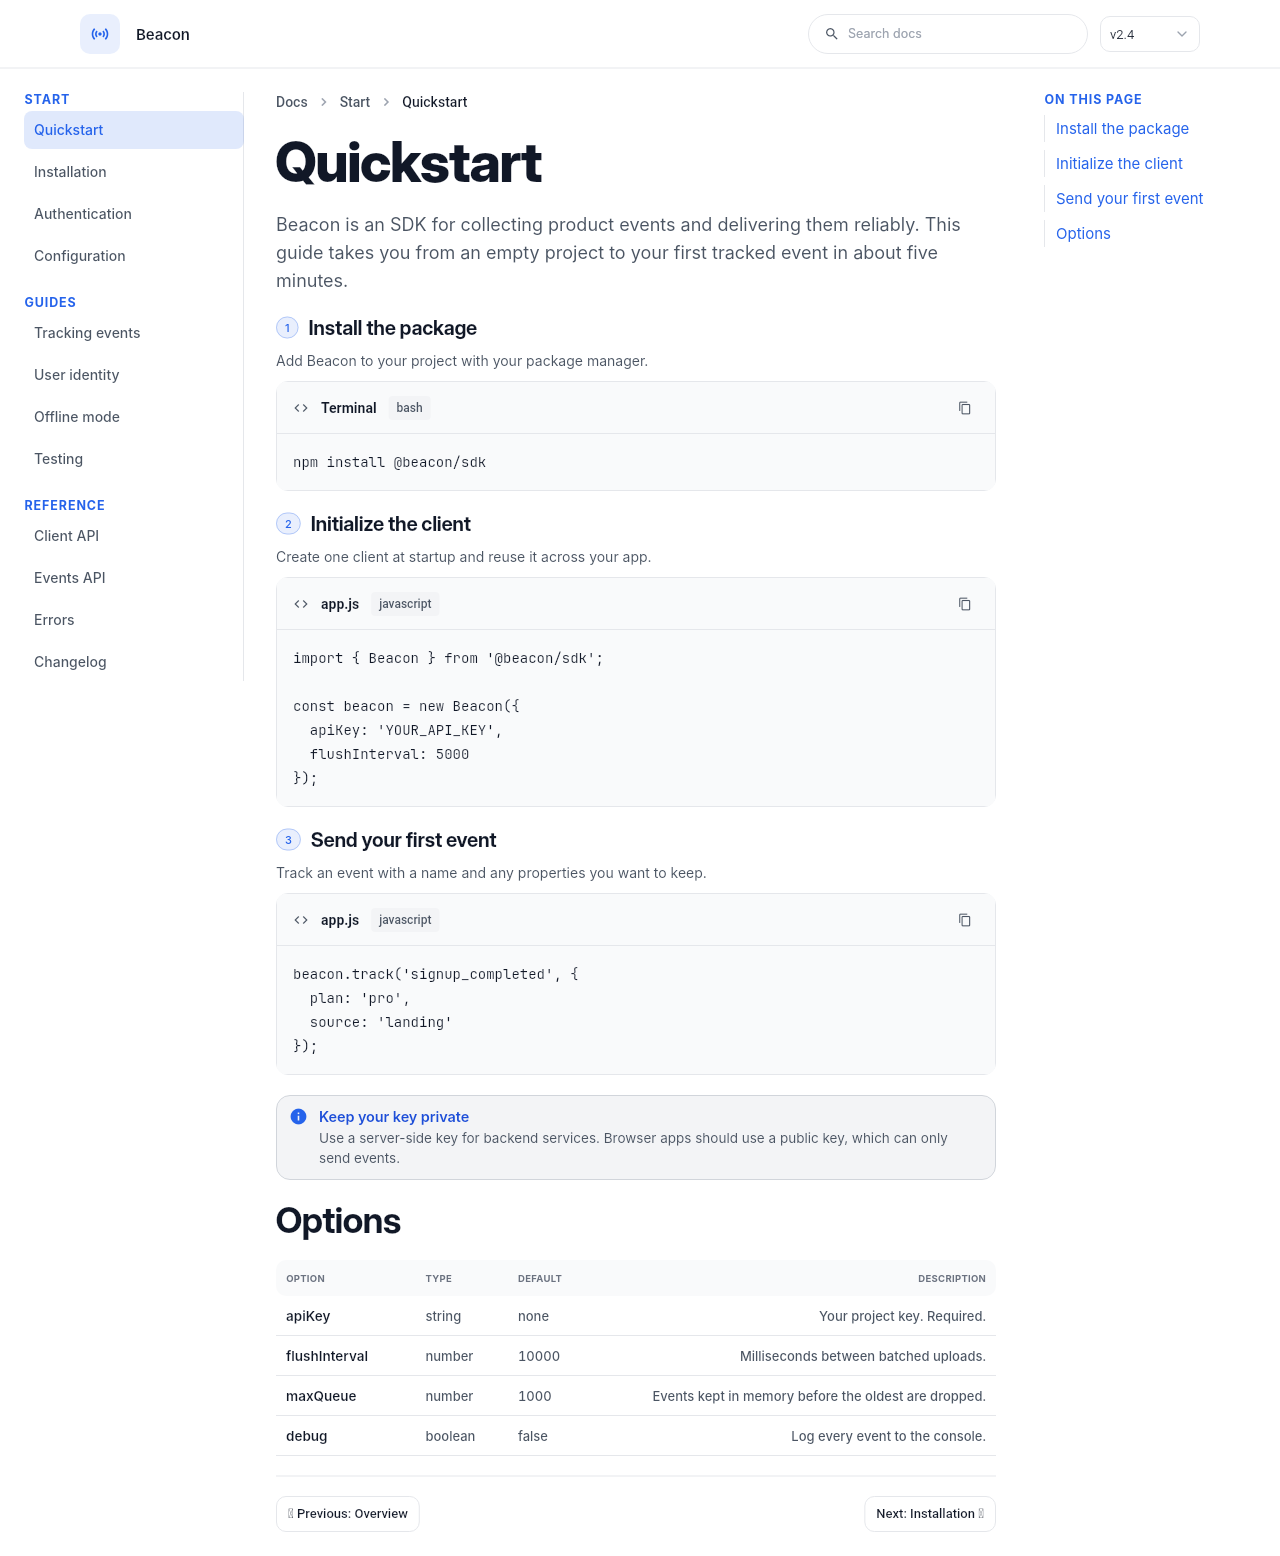 Beacon
Search docs
v2.4
START
Quickstart
Installation
Authentication
Configuration
GUIDES
Tracking events
User identity
Offline mode
Testing
REFERENCE
Client API
Events API
Errors
Changelog
Docs > Start > Quickstart
Quickstart
Beacon is an SDK for collecting product events and delivering them reliably. This
guide takes you from an empty project to your first tracked event in about five
minutes.
1 Install the package
Add Beacon to your project with your package manager.
Terminal bash
npm install @beacon/sdk
2 Initialize the client
Create one client at startup and reuse it across your app.
app.js javascript
import { Beacon } from '@beacon/sdk';
const beacon = new Beacon({
  apiKey: 'YOUR_API_KEY',
  flushInterval: 5000
});
3 Send your first event
Track an event with a name and any properties you want to keep.
app.js javascript
beacon.track('signup_completed', {
  plan: 'pro',
  source: 'landing'
});
Keep your key private
Use a server-side key for backend services. Browser apps should use a public key, which can only
send events.
Options
OPTION TYPE DEFAULT DESCRIPTION
apiKey string none Your project key. Required.
flushInterval number 10000 Milliseconds between batched uploads.
maxQueue number 1000 Events kept in memory before the oldest are dropped.
debug boolean false Log every event to the console.
Previous: Overview
Next: Installation
ON THIS PAGE
Install the package
Initialize the client
Send your first event
Options